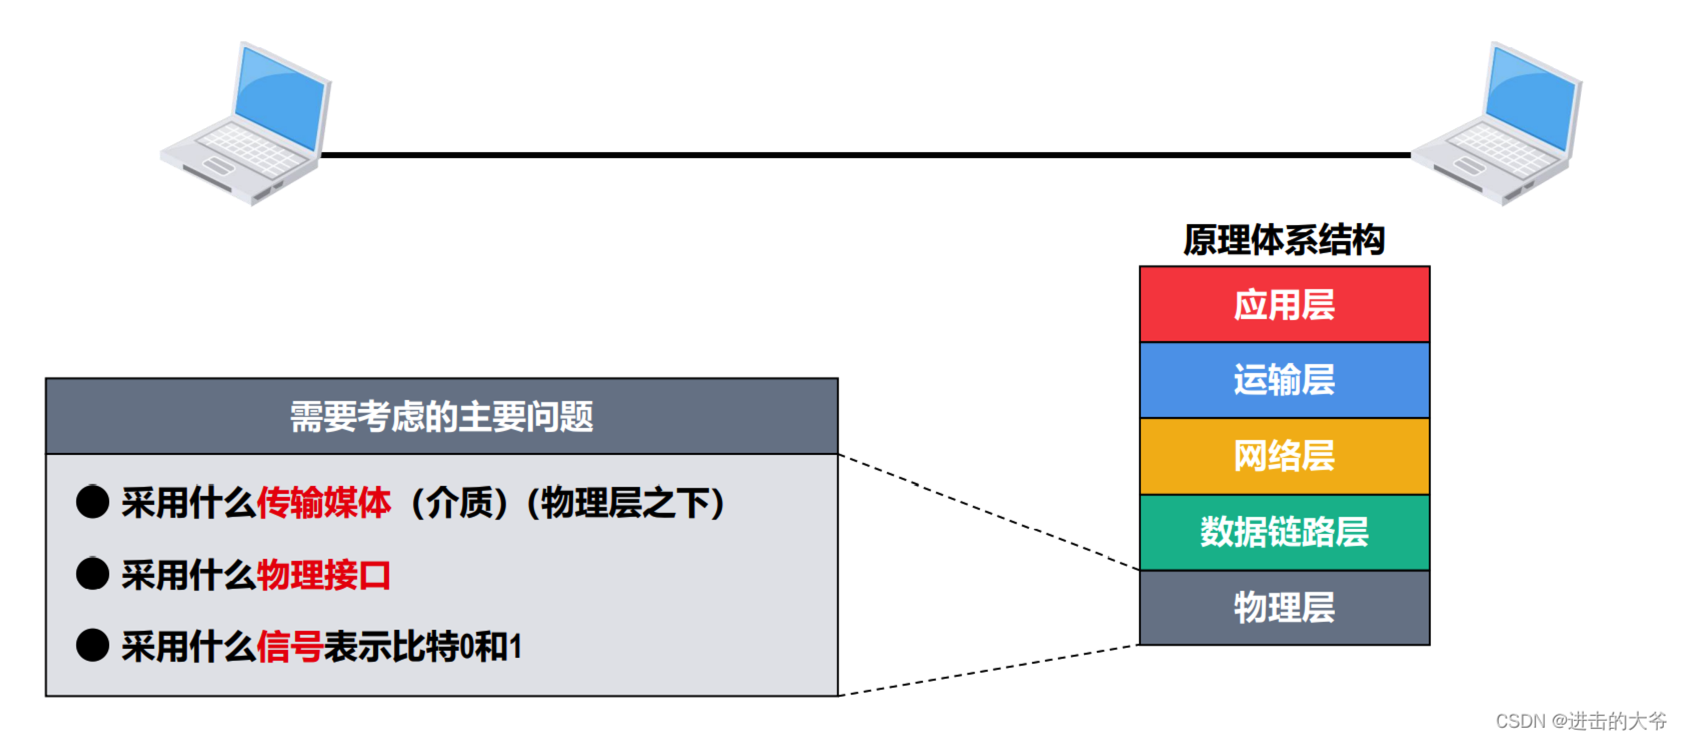 原理体系结构
应用层
运输层
网络层
数据链路层
物理层
需要考虑的主要问题
● 采用什么传输媒体（介质）（物理层之下）
● 采用什么物理接口
● 采用什么信号表示比特0和1
CSDN @进击的大爷